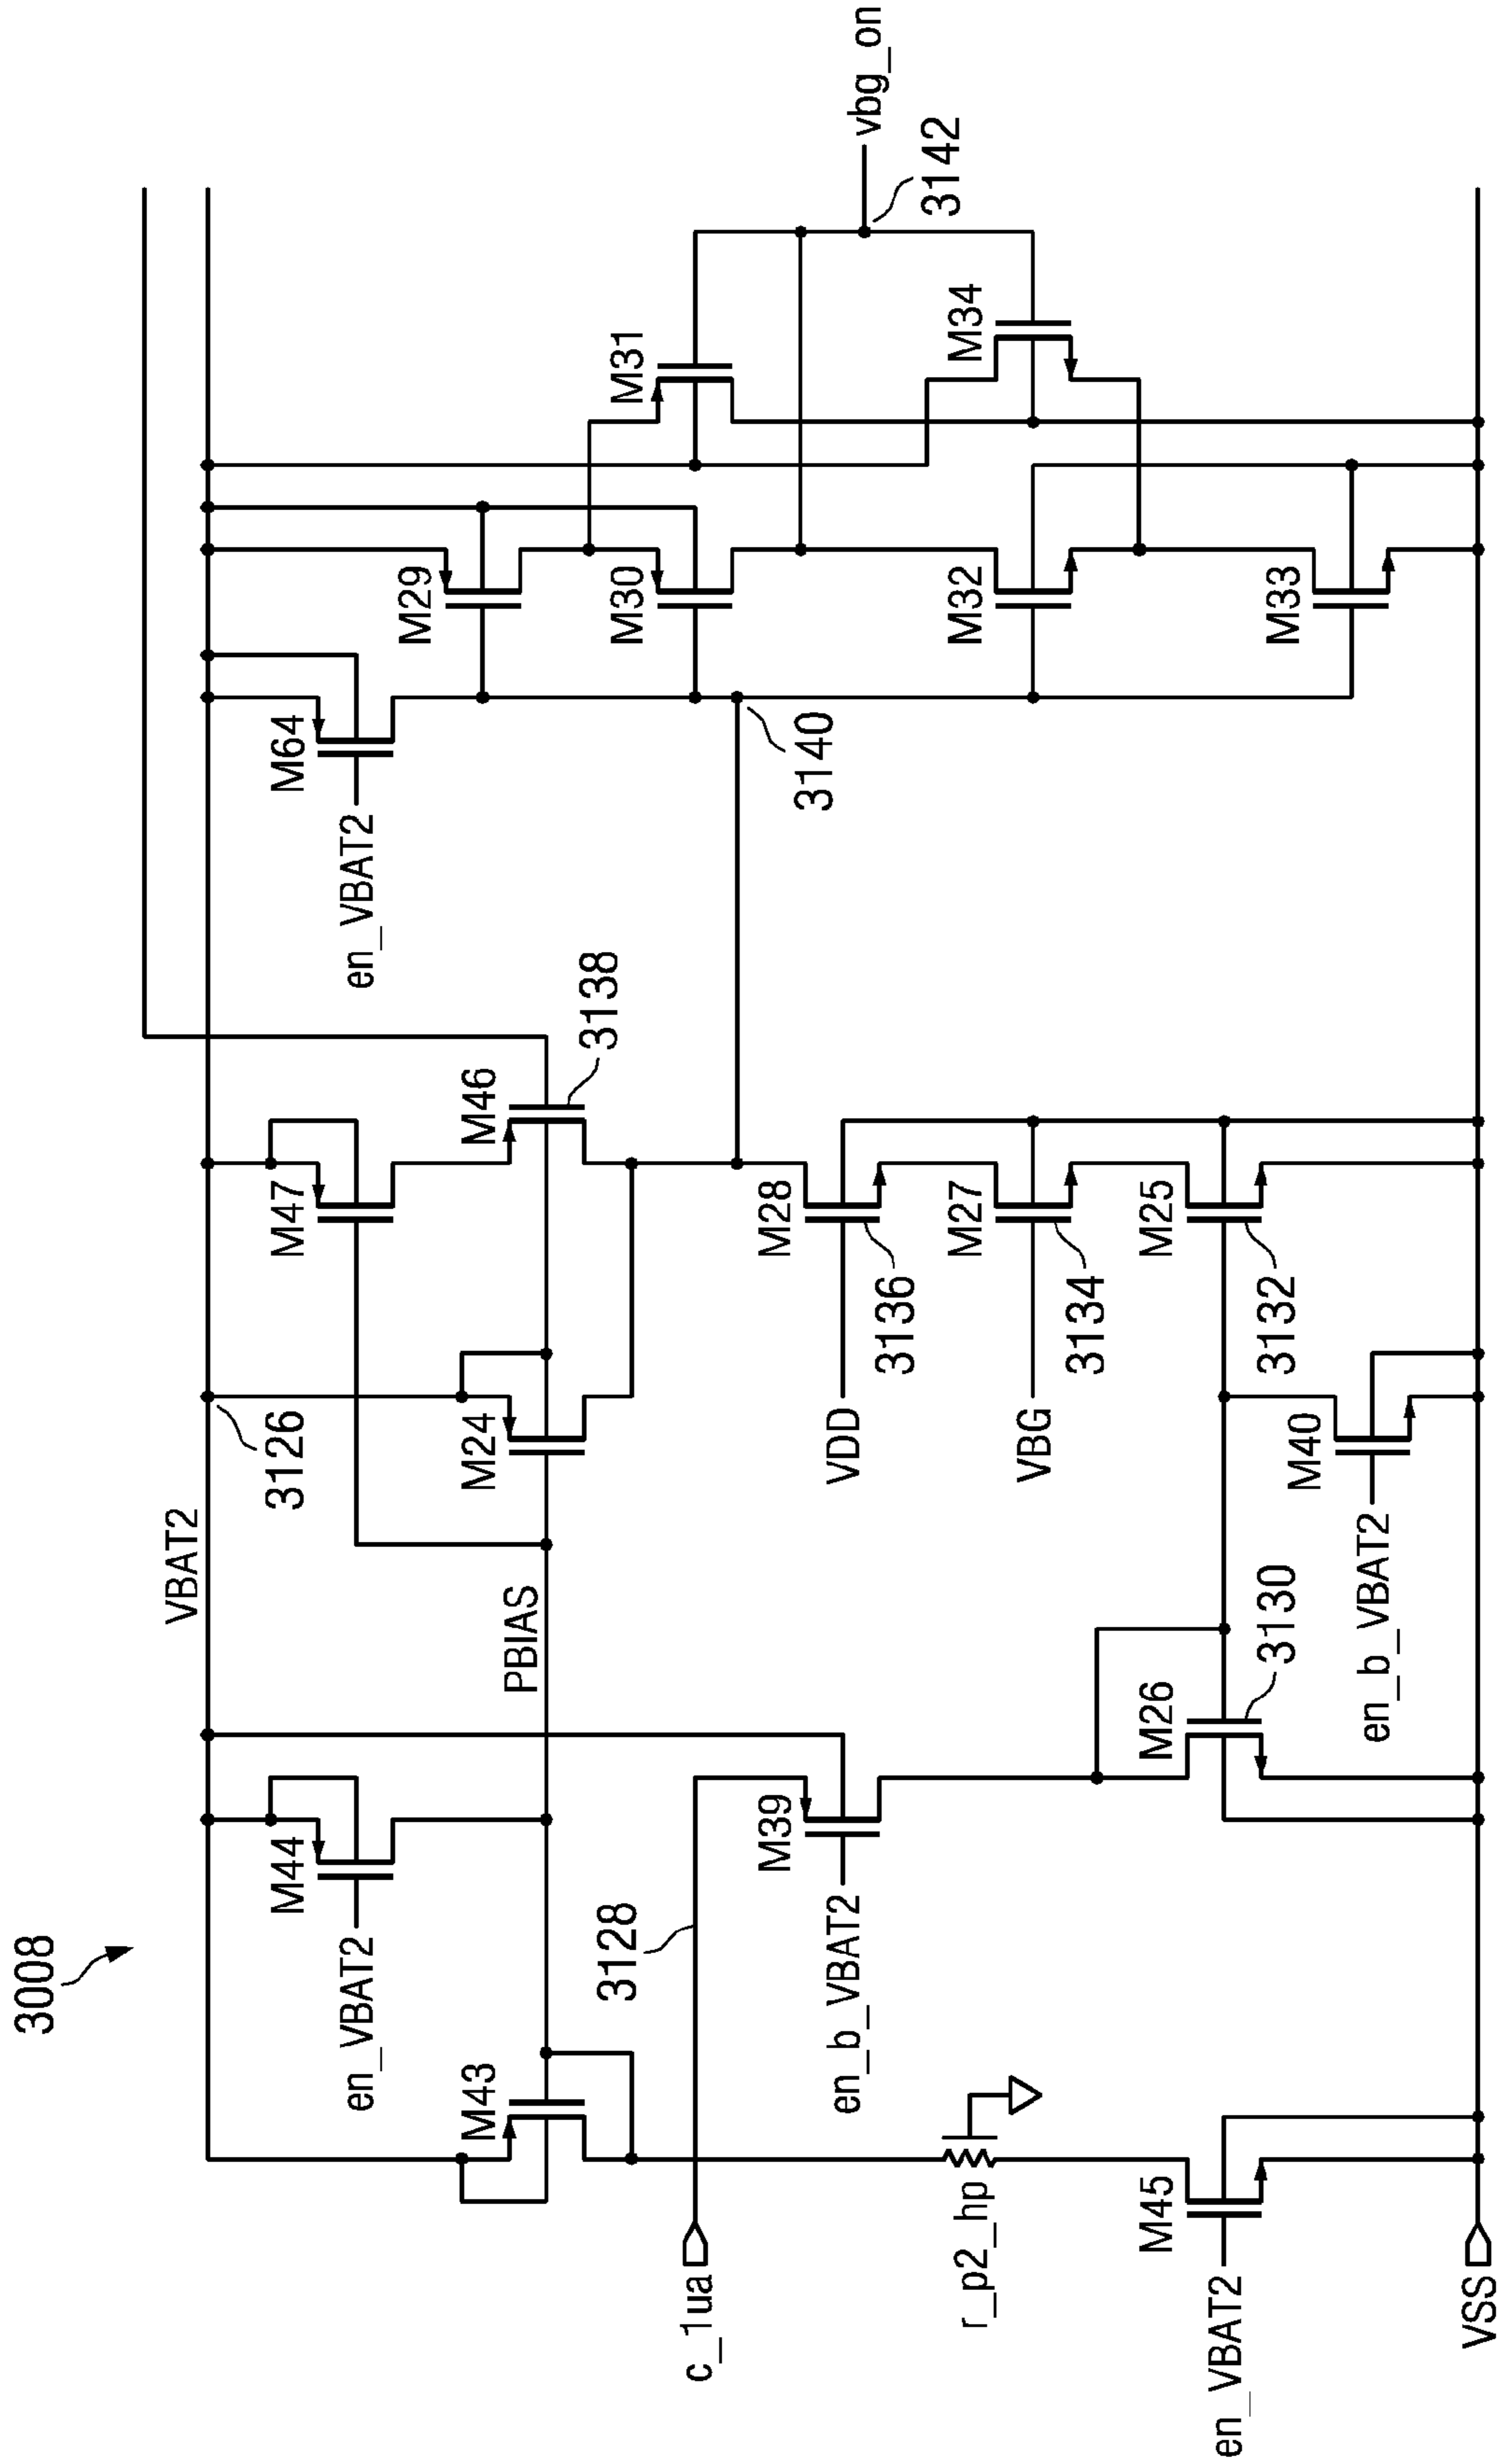 3008
VBAT2
3126
M43
M44
en_VBAT2
PBIAS
M24
M47
M46
3138
M64
en_VBAT2
M29
M30
M31
3128
c_1ua
M39
en_b_VBAT2
VDD
M28
3136
3140
vbg_on
3142
r_p2_hp
VBG
M27
3134
M32
M34
M45
en_VBAT2
M26
3130
M25
3132
M40
en_b_VBAT2
M33
VSS